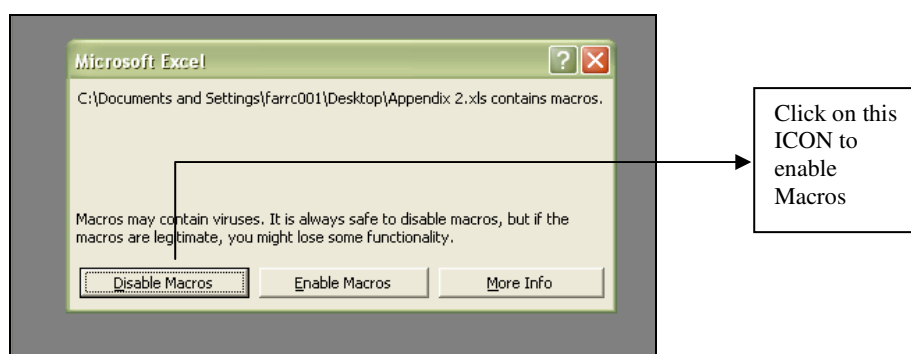 Microsoft Excel
C:\Documents and Settings\farrc001\Desktop\Appendix 2.xls contains macros.
Macros may contain viruses. It is always safe to disable macros, but if the
macros are legitimate, you might lose some functionality.
Disable Macros
Enable Macros
More Info
Click on this
ICON to
enable
Macros